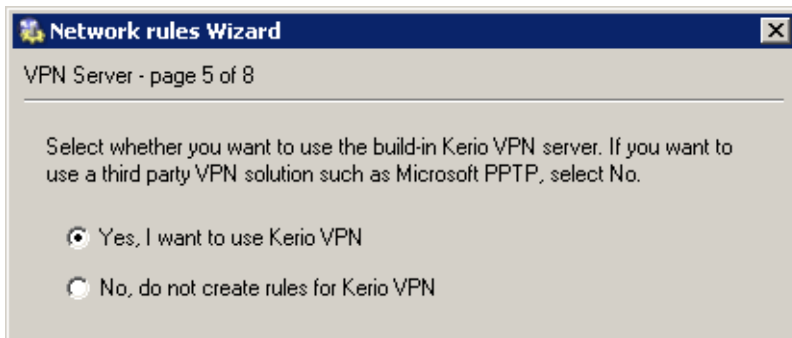 Network rules Wizard
VPN Server - page 5 of 8
Select whether you want to use the build-in Kerio VPN server. If you want to
use a third party VPN solution such as Microsoft PPTP, select No.
Yes, I want to use Kerio VPN
No, do not create rules for Kerio VPN